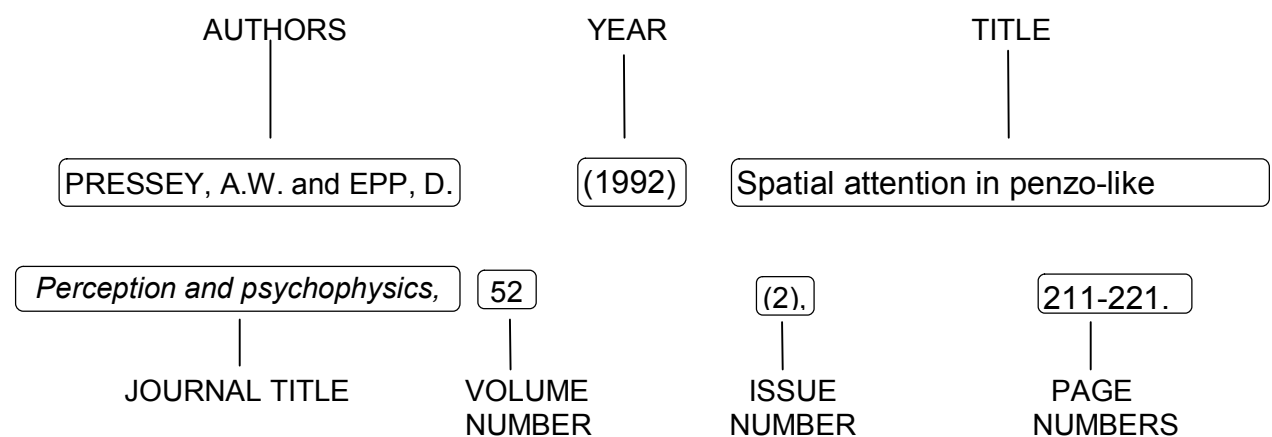 AUTHORS YEAR TITLE
PRESSEY, A.W. and EPP, D. (1992) Spatial attention in penzo-like
Perception and psychophysics, 52 (2), 211-221.
JOURNAL TITLE VOLUME NUMBER ISSUE NUMBER PAGE NUMBERS